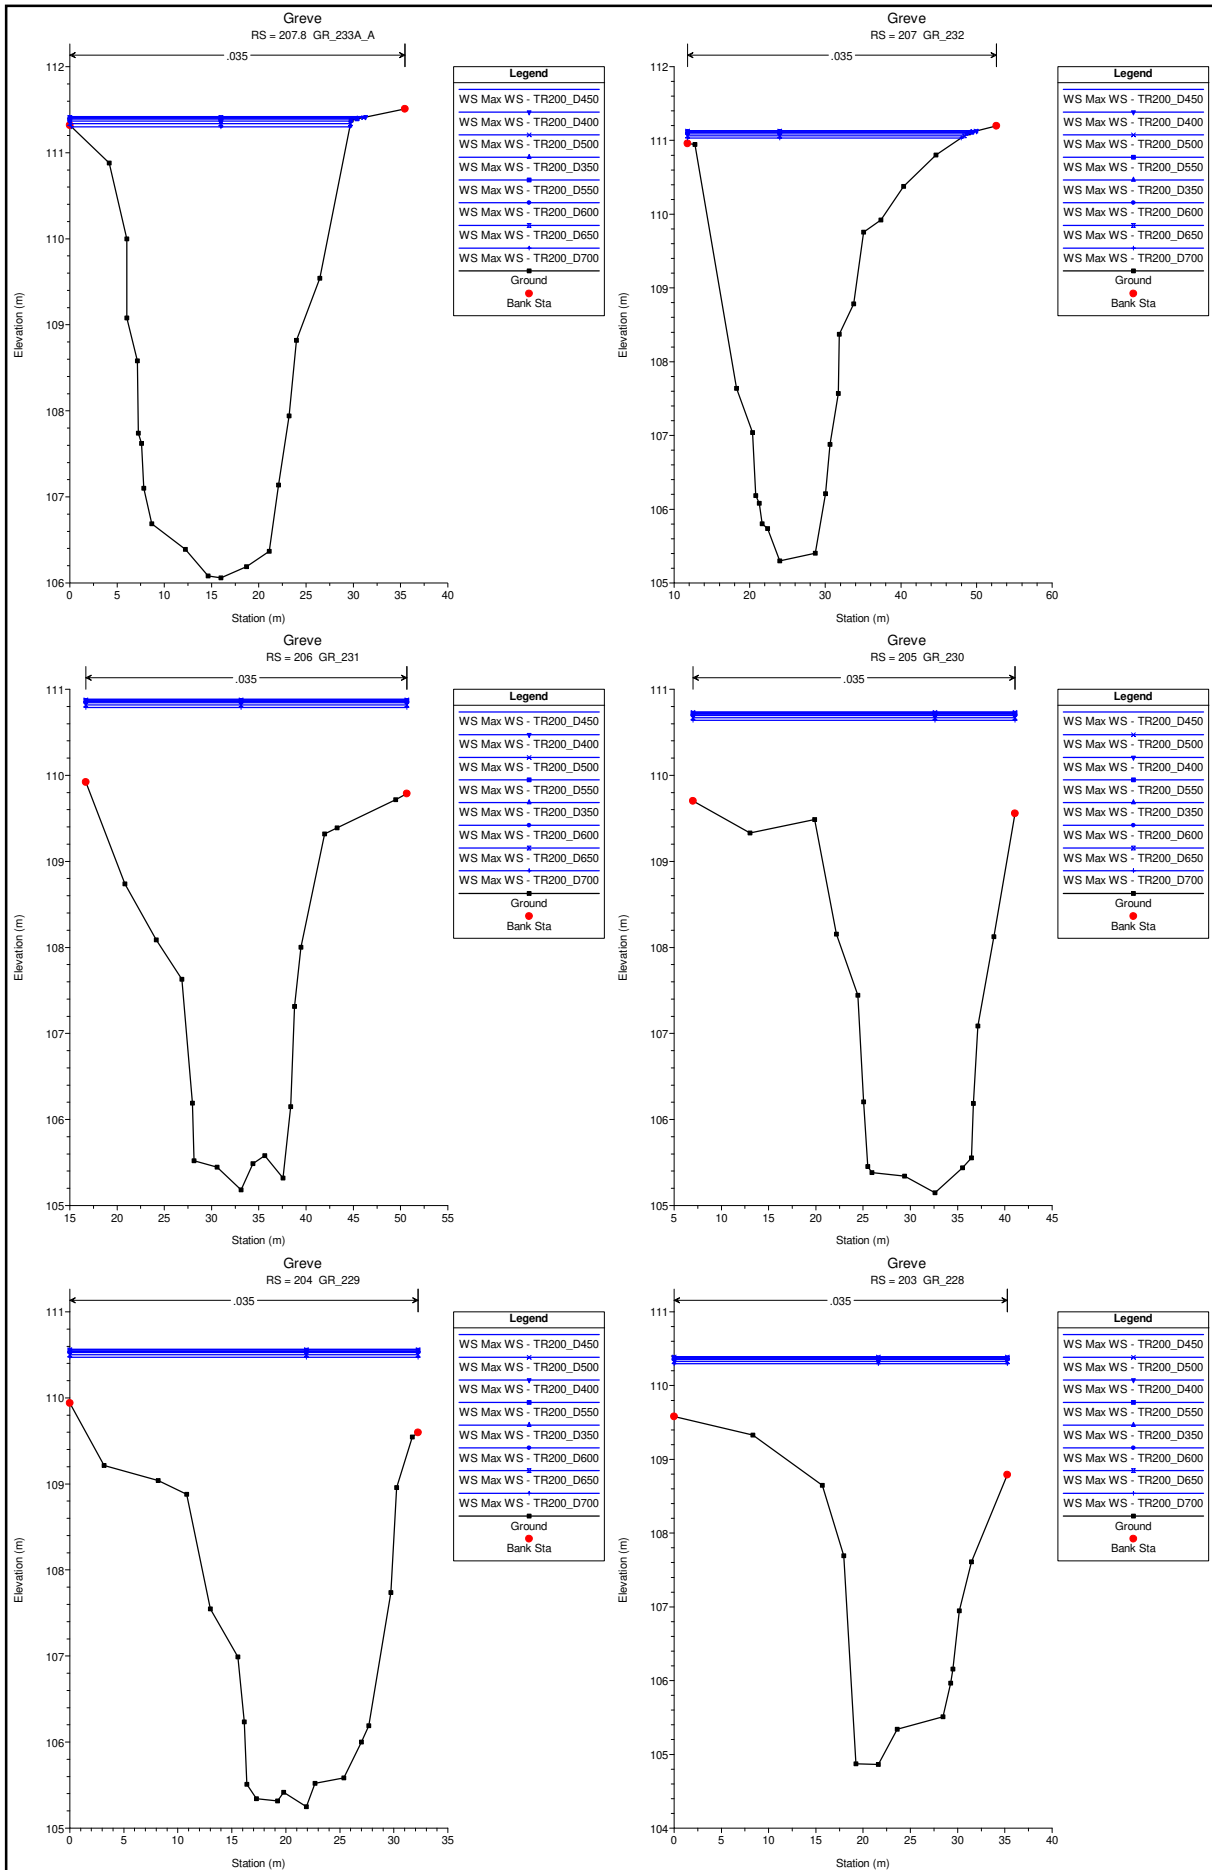 Greve
RS = 207.8 GR_233A_A
.035
112
111
110
109
108
107
106
0 5 10 15 20 25 30 35 40
Station (m)
Elevation (m)
Legend
WS Max WS - TR200_D450
WS Max WS - TR200_D400
WS Max WS - TR200_D500
WS Max WS - TR200_D350
WS Max WS - TR200_D550
WS Max WS - TR200_D600
WS Max WS - TR200_D650
WS Max WS - TR200_D700
Ground
Bank Sta
Greve
RS = 207 GR_232
.035
112
111
110
109
108
107
106
105
10 20 30 40 50 60
Station (m)
Elevation (m)
Legend
WS Max WS - TR200_D450
WS Max WS - TR200_D400
WS Max WS - TR200_D500
WS Max WS - TR200_D550
WS Max WS - TR200_D350
WS Max WS - TR200_D600
WS Max WS - TR200_D650
WS Max WS - TR200_D700
Ground
Bank Sta
Greve
RS = 206 GR_231
.035
111
110
109
108
107
106
105
15 20 25 30 35 40 45 50 55
Station (m)
Elevation (m)
Legend
WS Max WS - TR200_D450
WS Max WS - TR200_D400
WS Max WS - TR200_D500
WS Max WS - TR200_D550
WS Max WS - TR200_D350
WS Max WS - TR200_D600
WS Max WS - TR200_D650
WS Max WS - TR200_D700
Ground
Bank Sta
Greve
RS = 205 GR_230
.035
111
110
109
108
107
106
105
5 10 15 20 25 30 35 40 45
Station (m)
Elevation (m)
Legend
WS Max WS - TR200_D450
WS Max WS - TR200_D500
WS Max WS - TR200_D400
WS Max WS - TR200_D550
WS Max WS - TR200_D350
WS Max WS - TR200_D600
WS Max WS - TR200_D650
WS Max WS - TR200_D700
Ground
Bank Sta
Greve
RS = 204 GR_229
.035
111
110
109
108
107
106
105
0 5 10 15 20 25 30 35
Station (m)
Elevation (m)
Legend
WS Max WS - TR200_D450
WS Max WS - TR200_D500
WS Max WS - TR200_D400
WS Max WS - TR200_D550
WS Max WS - TR200_D350
WS Max WS - TR200_D600
WS Max WS - TR200_D650
WS Max WS - TR200_D700
Ground
Bank Sta
Greve
RS = 203 GR_228
.035
111
110
109
108
107
106
105
104
0 10 20 30 40
Station (m)
Elevation (m)
Legend
WS Max WS - TR200_D450
WS Max WS - TR200_D500
WS Max WS - TR200_D400
WS Max WS - TR200_D550
WS Max WS - TR200_D350
WS Max WS - TR200_D600
WS Max WS - TR200_D650
WS Max WS - TR200_D700
Ground
Bank Sta